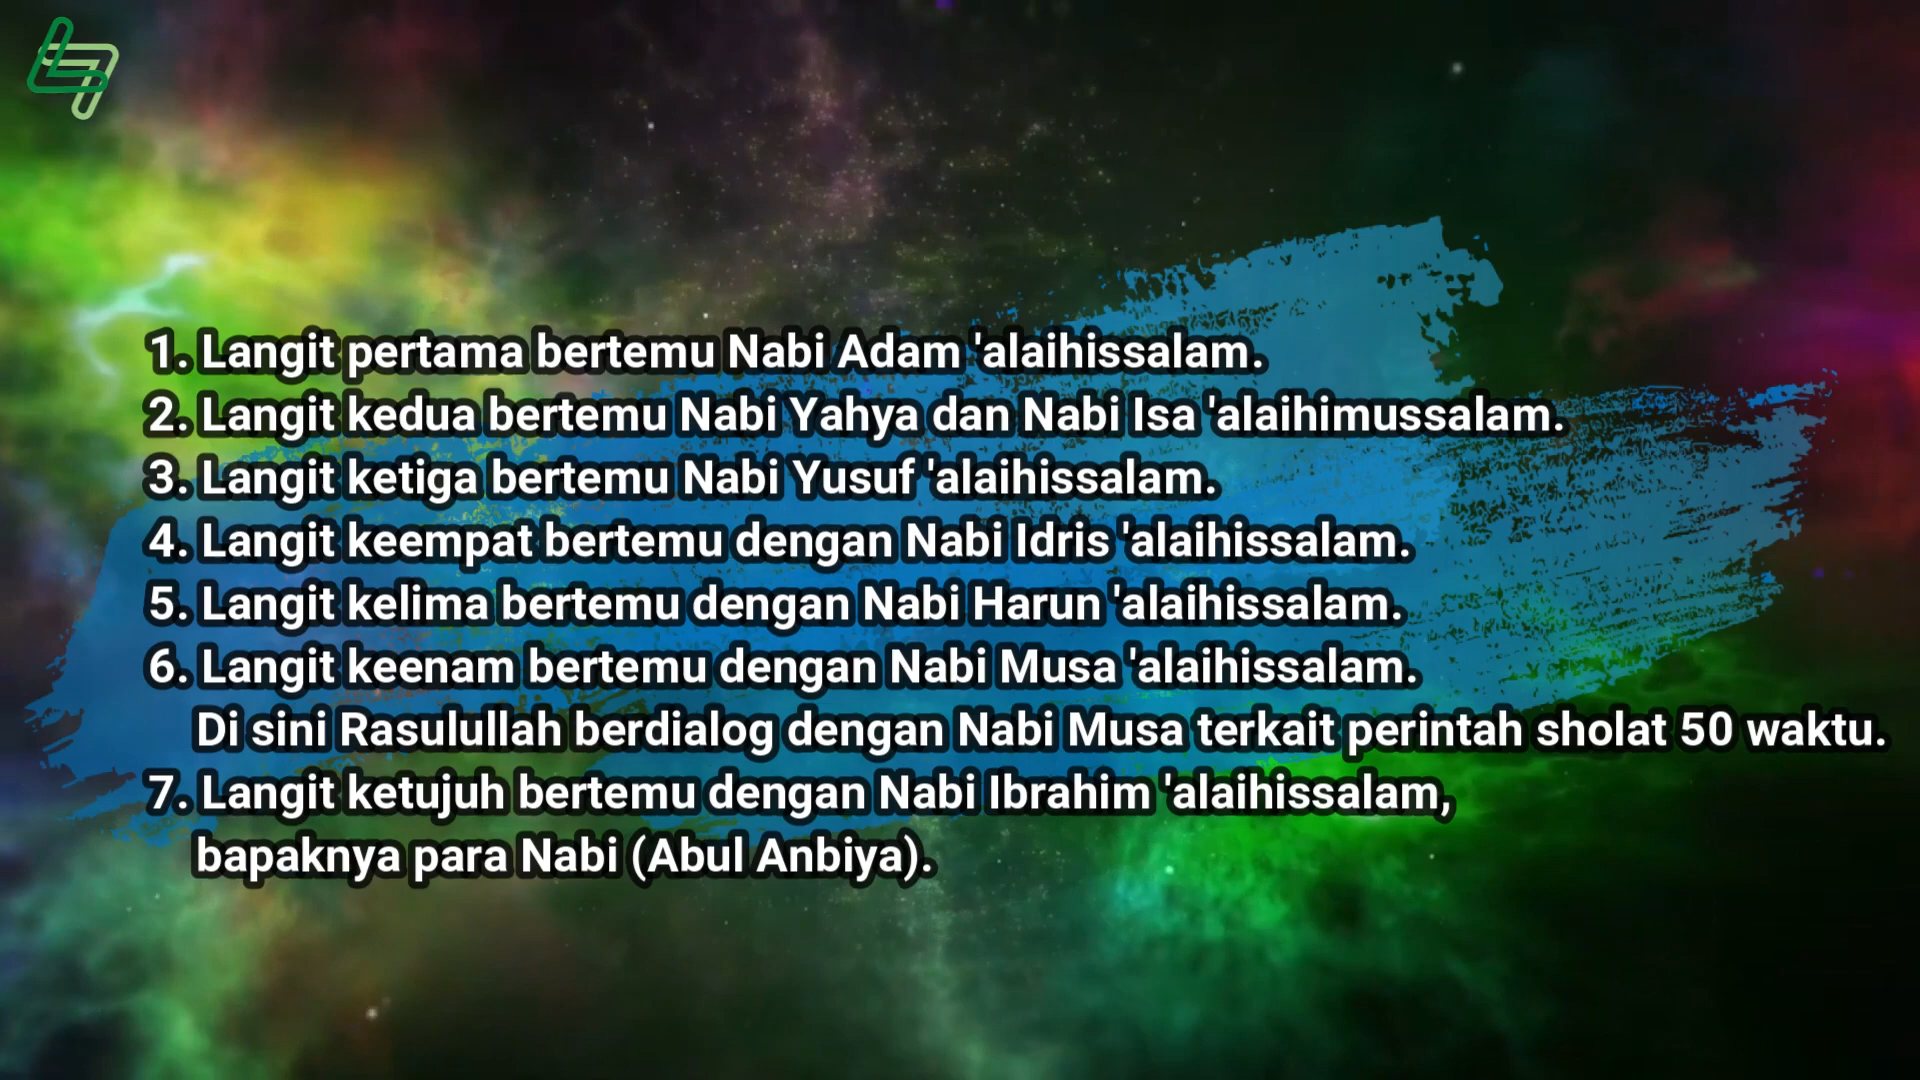 1. Langit pertama bertemu Nabi Adam 'alaihissalam.
2. Langit kedua bertemu Nabi Yahya dan Nabi Isa 'alaihimussalam.
3. Langit ketiga bertemu Nabi Yusuf 'alaihissalam.
4. Langit keempat bertemu dengan Nabi Idris 'alaihissalam.
5. Langit kelima bertemu dengan Nabi Harun 'alaihissalam.
6. Langit keenam bertemu dengan Nabi Musa 'alaihissalam.
Di sini Rasulullah berdialog dengan Nabi Musa terkait perintah sholat 50 waktu.
7. Langit ketujuh bertemu dengan Nabi Ibrahim 'alaihissalam,
bapaknya para Nabi (Abul Anbiya).